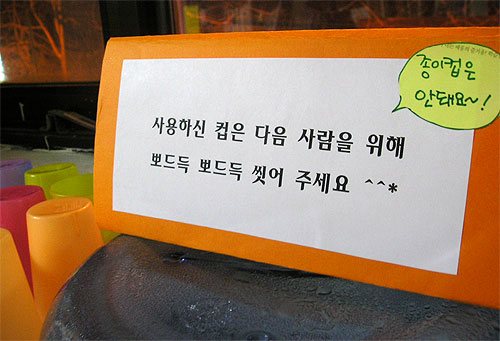 종이컵은
안돼요~!
사용하신 컵은 다음 사람을 위해
뽀드득 뽀드득 씻어 주세요 ^^*